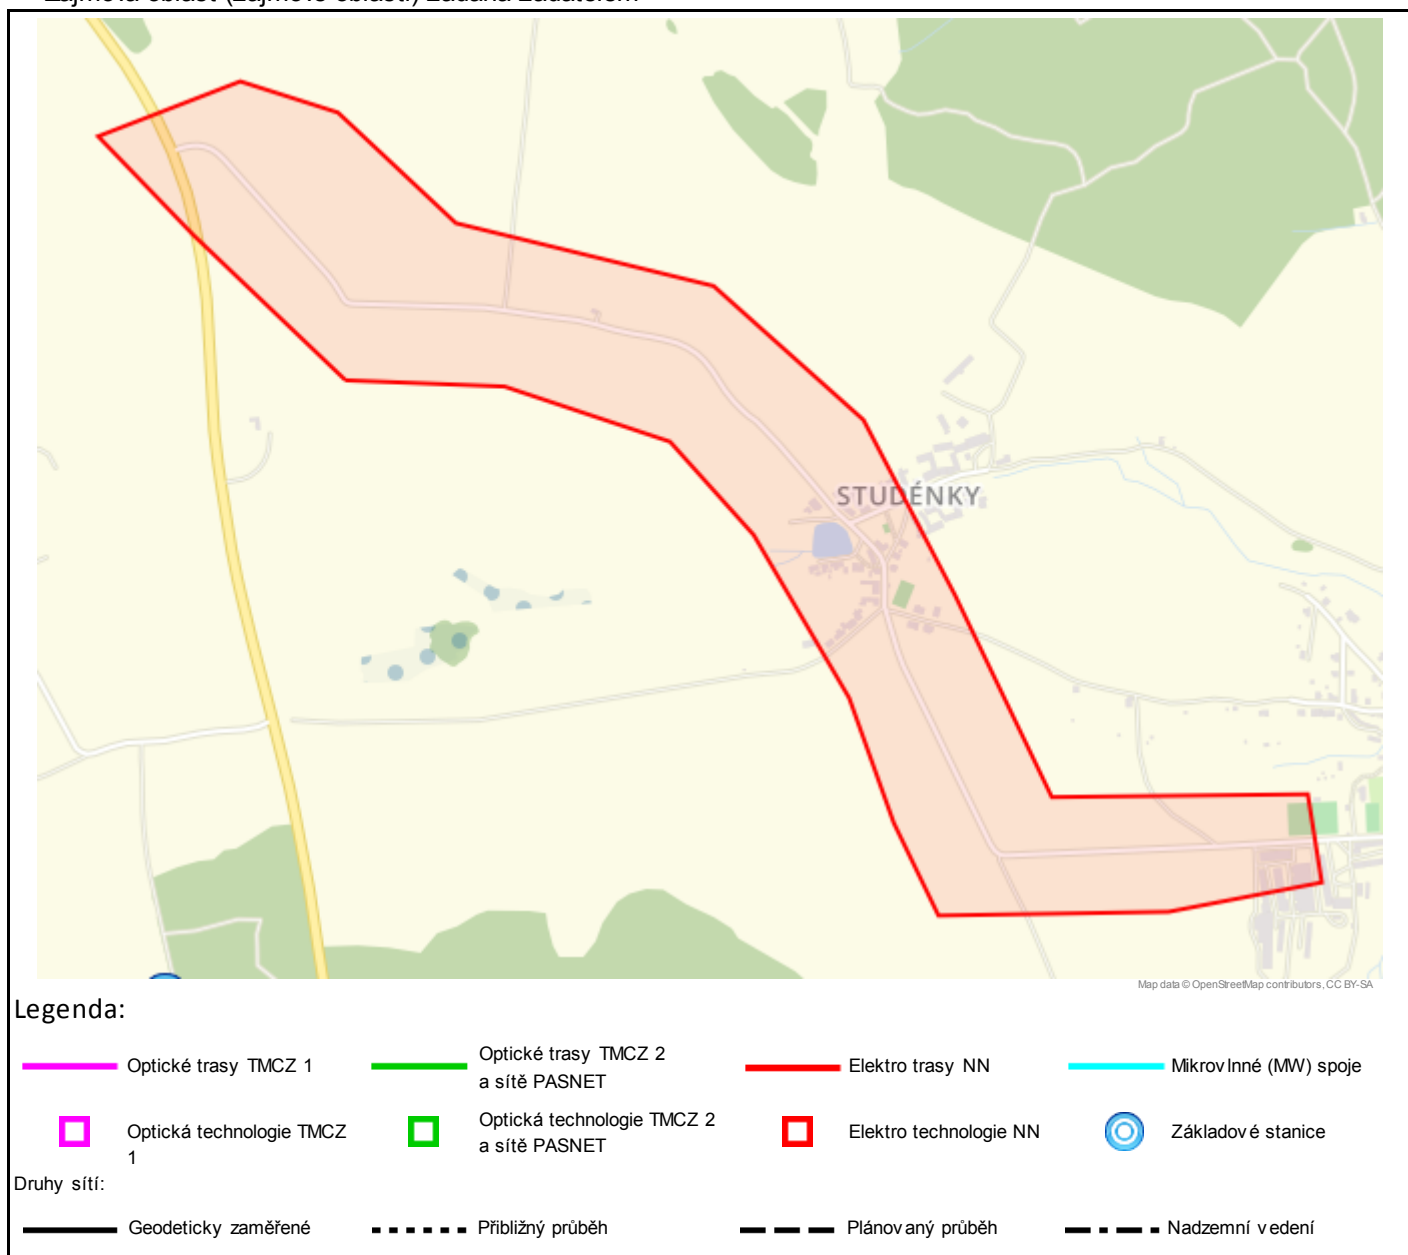 STUDÉNKY
Map data © OpenStreetMap contributors, CC BY-SA
Legenda:
Optické trasy TMCZ 1
Optické trasy TMCZ 2
a sítě PASNET
Elektro trasy NN
Mikrovlnné (MW) spoje
Optická technologie TMCZ
1
Optická technologie TMCZ 2
a sítě PASNET
Elektro technologie NN
Základové stanice
Druhy sítí:
Geodeticky zaměřené
Přibližný průběh
Plánovaný průběh
Nadzemní vedení